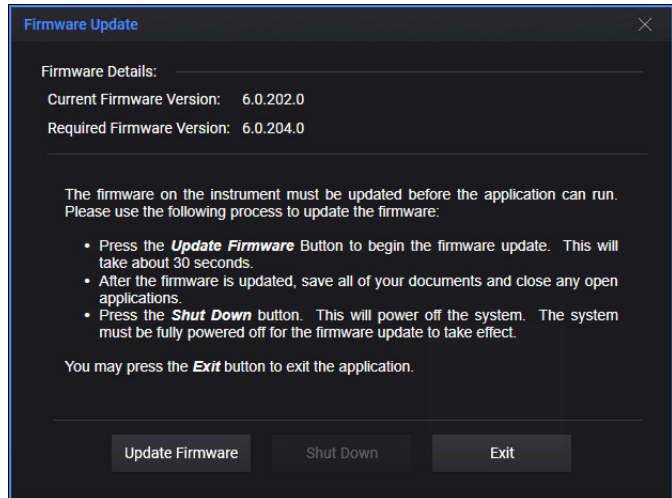 Firmware Update
Firmware Details:
Current Firmware Version: 6.0.202.0
Required Firmware Version: 6.0.204.0
The firmware on the instrument must be updated before the application can run.
Please use the following process to update the firmware:
• Press the Update Firmware Button to begin the firmware update. This will
take about 30 seconds.
• After the firmware is updated, save all of your documents and close any open
applications.
• Press the Shut Down button. This will power off the system. The system
must be fully powered off for the firmware update to take effect.
You may press the Exit button to exit the application.
Update Firmware Shut Down Exit